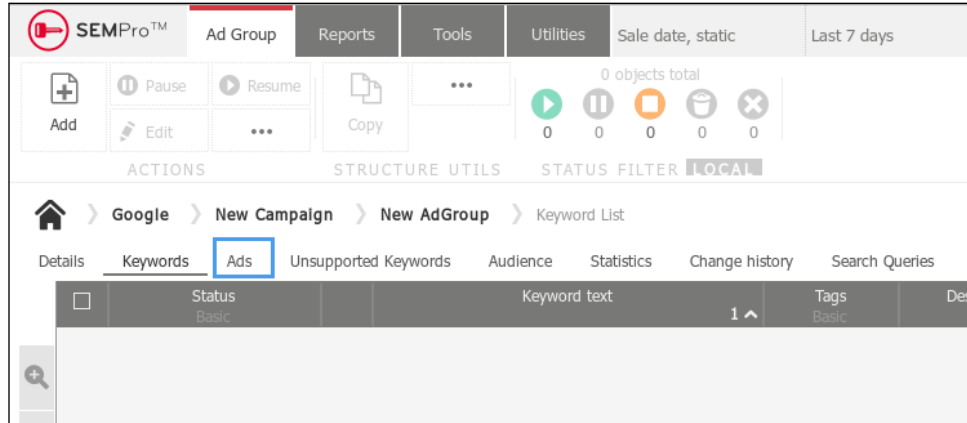 SEMPro™ Ad Group Reports Tools Utilities Sale date, static Last 7 days
0 objects total
Pause Resume
Add Edit Copy
0 0 0 0 0
ACTIONS STRUCTURE UTILS STATUS FILTER LOCAL
Google New Campaign New AdGroup Keyword List
Details Keywords Ads Unsupported Keywords Audience Statistics Change history Search Queries
Status Keyword text Tags Des
Basic 1 Basic